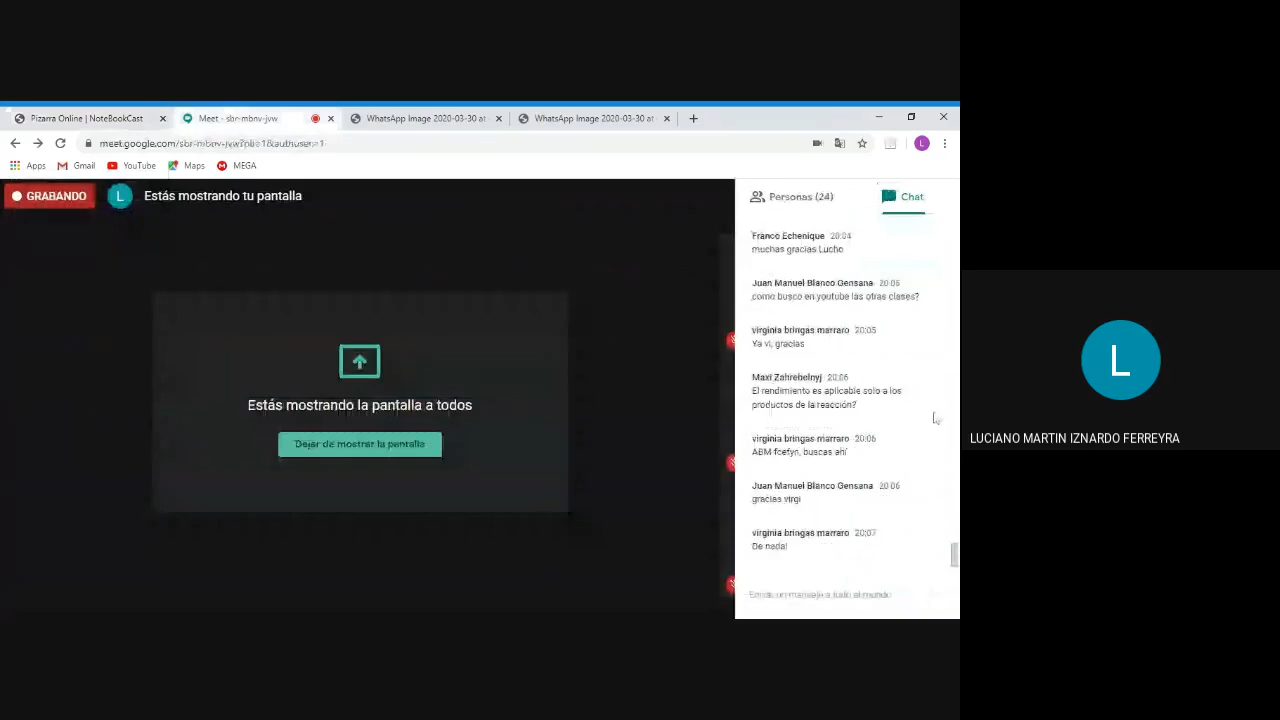 Pizarra Online | NoteBookCast
Meet - sbr-mbnv-jvw
WhatsApp Image 2020-03-30 at
WhatsApp Image 2020-03-30 at
Apps
Gmail
YouTube
Maps
MEGA
GRABANDO
L
Estás mostrando tu pantalla
Estás mostrando la pantalla a todos
Dejar de mostrar la pantalla
Personas (24)
Chat
Franco Echenique 20:04
muchas gracias Lucho
Juan Manuel Blanco Gensana 20:05
como busco en youtube las otras clases?
virginia bringas marraro 20:05
Ya vi, gracias
Maxi Zahrebelnyj 20:06
El rendimiento es aplicable solo a los
productos de la reacción?
virginia bringas marraro 20:06
ABM fcefyn, buscas ahí
Juan Manuel Blanco Gensana 20:06
gracias virgi
virginia bringas marraro 20:07
De nada!
L
L
LUCIANO MARTIN IZNARDO FERREYRA